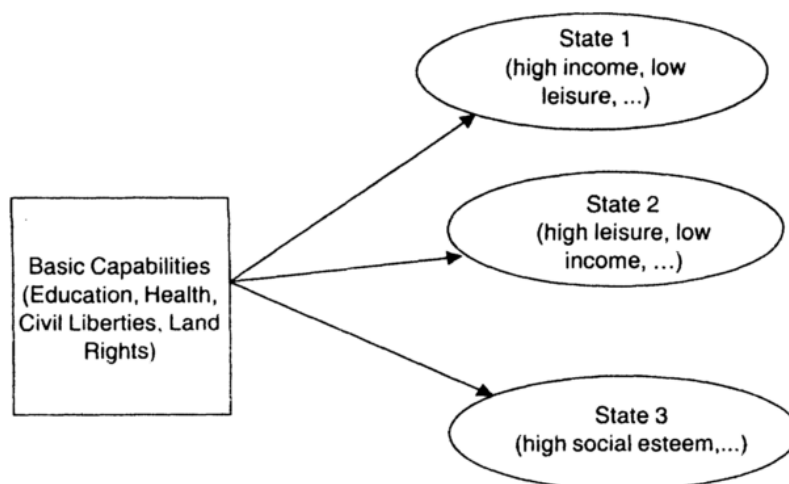 State 1
(high income, low
leisure, ...)
State 2
(high leisure, low
income, ...)
Basic Capabilities
(Education, Health,
Civil Liberties, Land
Rights)
State 3
(high social esteem,...)